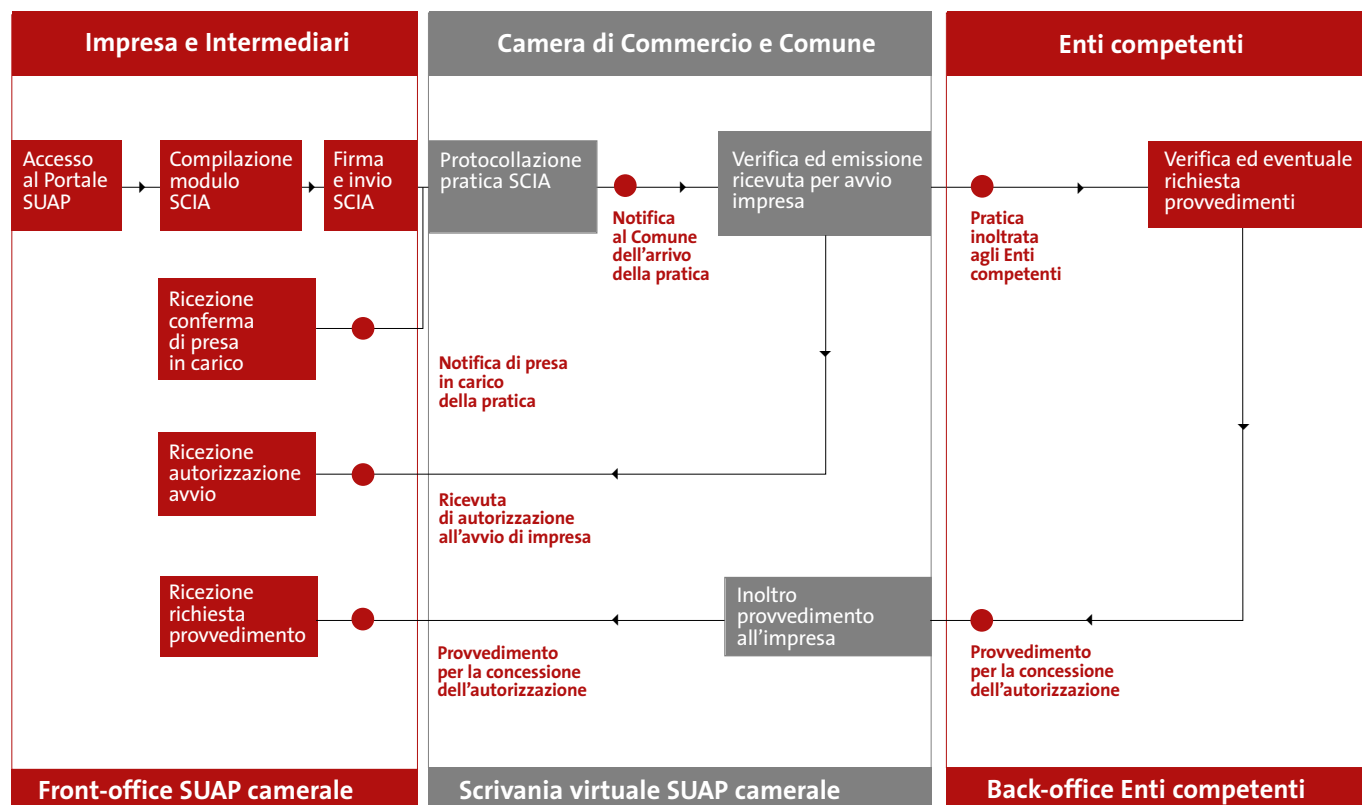 Impresa e Intermediari
Camera di Commercio e Comune
Enti competenti
Accesso
al Portale
SUAP
Compilazione
modulo
SCIA
Firma
e invio
SCIA
Protocollazione
pratica SCIA
Notifica
al Comune
dell'arrivo
della pratica
Verifica ed emissione
ricevuta per avvio
impresa
Pratica
inoltrata
agli Enti
competenti
Verifica ed eventuale
richiesta
provvedimenti
Ricezione
conferma
di presa
in carico
Notifica di presa
in carico
della pratica
Ricezione
autorizzazione
avvio
Ricevuta
di autorizzazione
all'avvio di impresa
Ricezione
richiesta
provvedimento
Provvedimento
per la concessione
dell'autorizzazione
Inoltro
provvedimento
all'impresa
Provvedimento
per la concessione
dell'autorizzazione
Front-office SUAP camerale
Scrivania virtuale SUAP camerale
Back-office Enti competenti